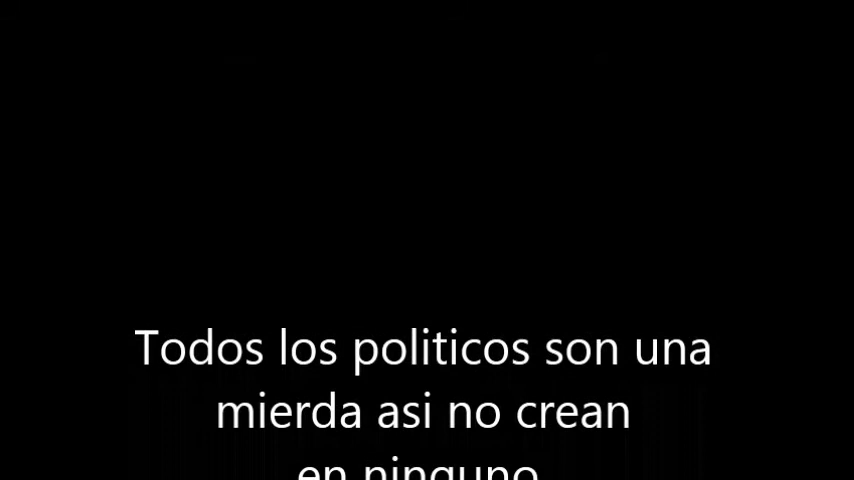 Todos los politicos son una
mierda asi no crean
en ninguno